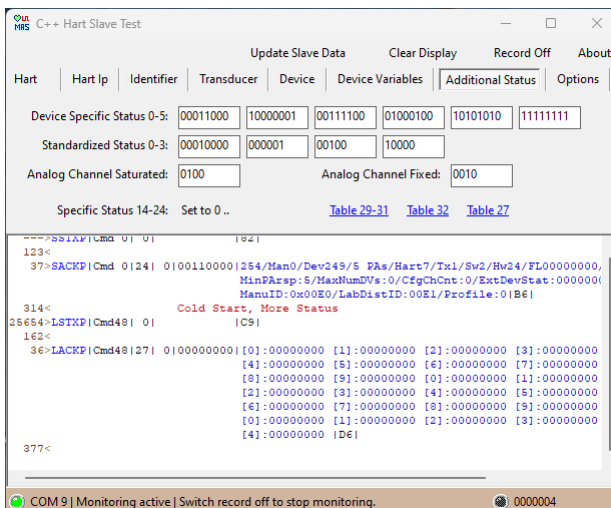 MRS C++ Hart Slave Test
Update Slave Data Clear Display Record Off About
Hart Hart Ip Identifier Transducer Device Device Variables Additional Status Options
Device Specific Status 0-5: 00011000 10000001 00111100 01000100 10101010 11111111
Standardized Status 0-3: 00010000 000001 00100 10000
Analog Channel Saturated: 0100 Analog Channel Fixed: 0010
Specific Status 14-24: Set to 0 .. Table 29-31 Table 32 Table 27
--->SSTXP|Cmd 0| 0| |82|
123<
37>SACKP|Cmd 0|24| 0|00110000|254/Man0/Dev249/5 PAs/Hart7/Tx1/Sw2/Hw24/FL00000000/
MinPArsp:5/MaxNumDVs:0/CfgChCnt:0/ExtDevStat:0000000
ManuID:0x00E0/LabDistID:00E1/Profile:0|B6|
314< Cold Start, More Status
25654>LSTXP|Cmd48| 0| |C9|
162<
36>LACKP|Cmd48|27| 0|00000000|[0]:00000000 [1]:00000000 [2]:00000000 [3]:00000000
[4]:00000000 [5]:00000000 [6]:00000000 [7]:00000000
[8]:00000000 [9]:00000000 [0]:00000000 [1]:00000000
[2]:00000000 [3]:00000000 [4]:00000000 [5]:00000000
[6]:00000000 [7]:00000000 [8]:00000000 [9]:00000000
[0]:00000000 [1]:00000000 [2]:00000000 [3]:00000000
[4]:00000000 |D6|
377<
COM 9 | Monitoring active | Switch record off to stop monitoring. 0000004